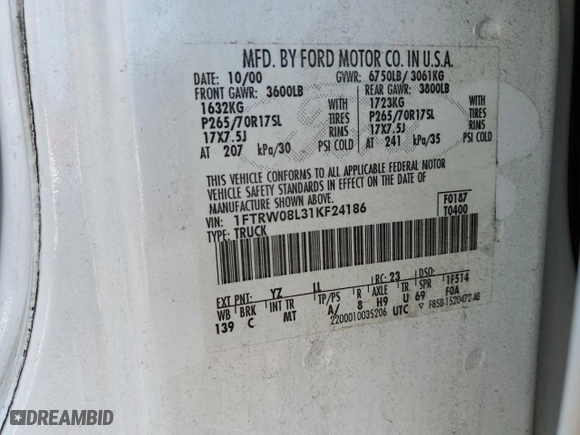 MFD. BY FORD MOTOR CO. IN U.S.A.
DATE: 10/00 GVWR: 6750LB/ 3061KG
FRONT GAWR: 3600LB REAR GAWR: 3800LB
1632KG WITH 1723KG WITH
P265/70R17SL TIRES P265/70R17SL TIRES
17X7.5J RIMS 17X7.5J RIMS
AT 207 kPa/30 PSI COLD AT 241 kPa/35 PSI COLD
THIS VEHICLE CONFORMS TO ALL APPLICABLE FEDERAL MOTOR
VEHICLE SAFETY STANDARDS IN EFFECT ON THE DATE OF
MANUFACTURE SHOWN ABOVE.
VIN: 1FTRW08L31KF24186 F0187
TYPE: TRUCK T0400
EXT PNT: YZ LL RC: 23 DSO:
WB BRK INT TR TP/PS R AXLE TR SPR 1F514
139 C MT A/ 8 H9 U 69 F0A
2200010035206 UTC F85B-1520472-AB
DREAMBID